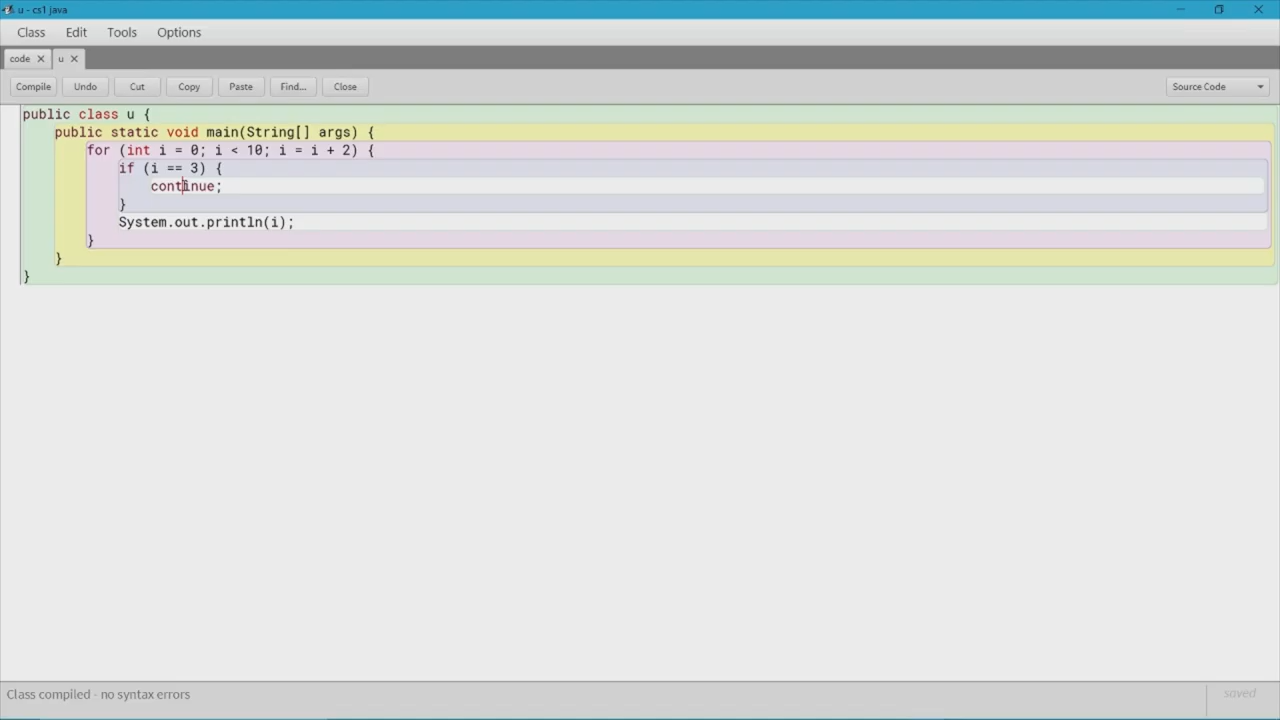 u - cs1 java
Class Edit Tools Options
code u
Compile Undo Cut Copy Paste Find... Close Source Code
public class u {
    public static void main(String[] args) {
        for (int i = 0; i < 10; i = i + 2) {
            if (i == 3) {
                continue;
            }
            System.out.println(i);
        }
    }
}
Class compiled - no syntax errors saved